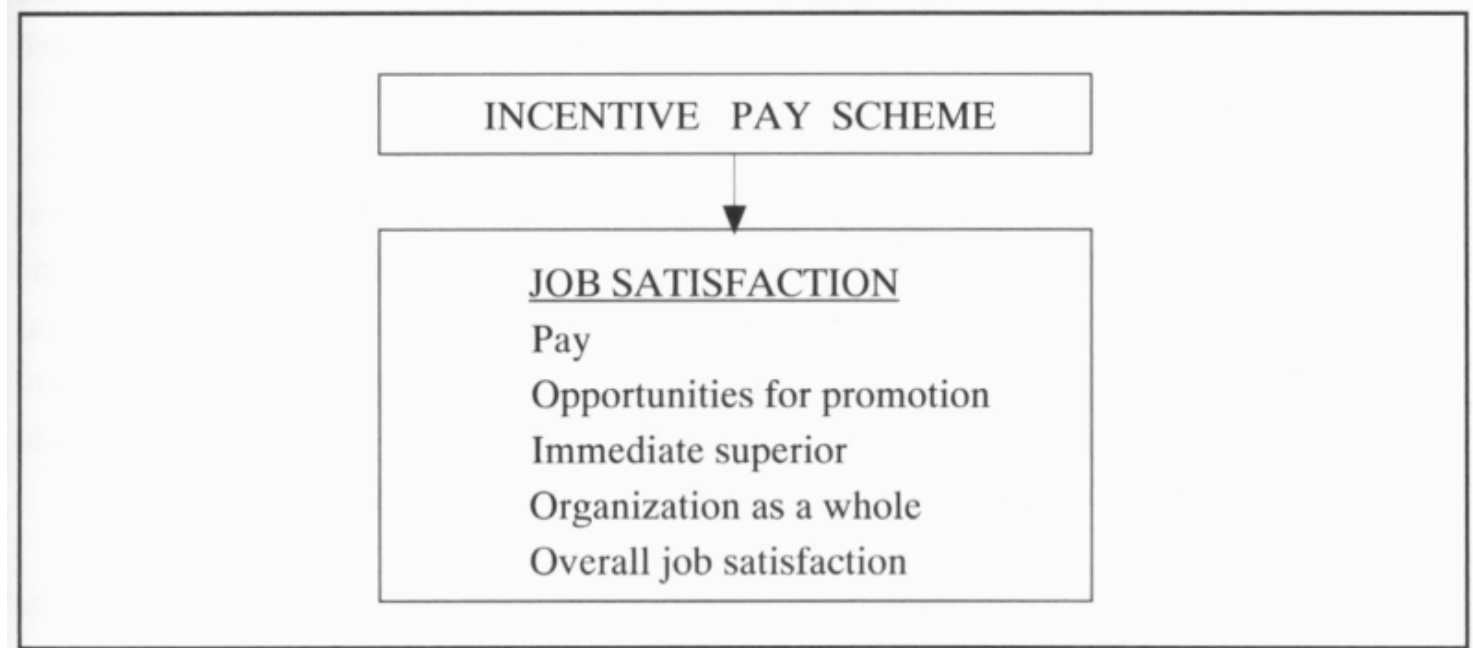 INCENTIVE PAY SCHEME
JOB SATISFACTION
Pay
Opportunities for promotion
Immediate superior
Organization as a whole
Overall job satisfaction